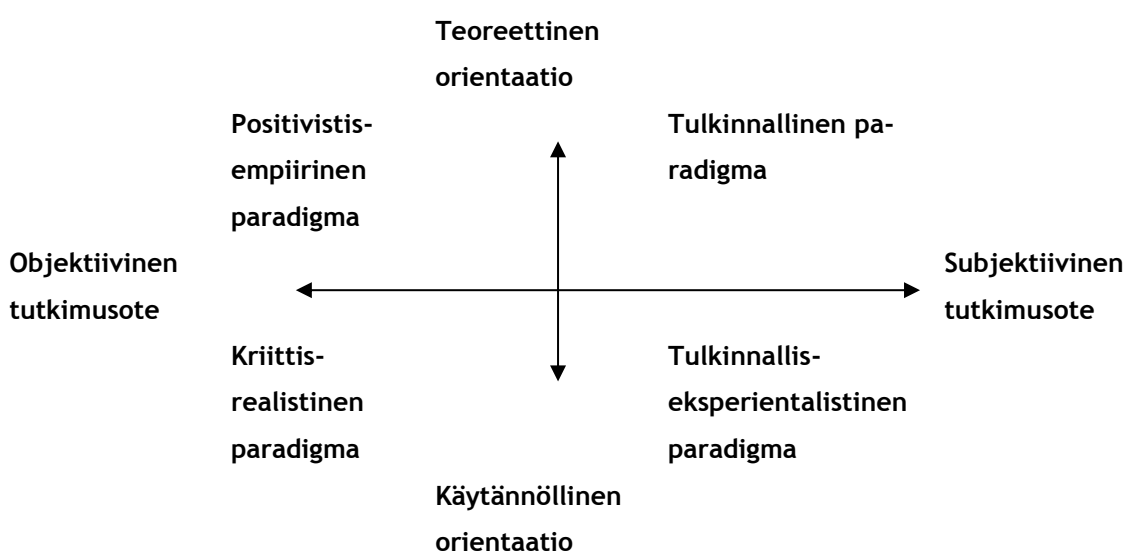 Teoreettinen
orientaatio
Positivistis-
empiirinen
paradigma
Tulkinnallinen pa-
radigma
Objektiivinen
tutkimusote
Subjektiivinen
tutkimusote
Kriittis-
realistinen
paradigma
Tulkinnallis-
eksperientalistinen
paradigma
Käytännöllinen
orientaatio